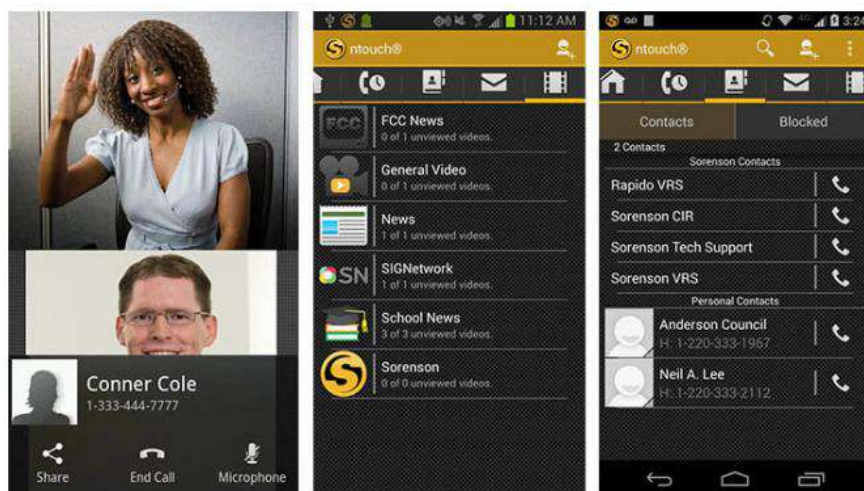 Conner Cole
1-333-444-7777
Share
End Call
Microphone
11:12 AM
ntouch®
FCC
FCC News
0 of 1 unviewed videos.
General Video
0 of 1 unviewed videos.
News
1 of 1 unviewed videos.
SN
SIGNetwork
1 of 1 unviewed videos.
School News
3 of 3 unviewed videos.
S
Sorenson
0 of 0 unviewed videos.
4G
3:24
ntouch®
Contacts
Blocked
2 Contacts
Sorenson Contacts
Rapido VRS
Sorenson CIR
Sorenson Tech Support
Sorenson VRS
Personal Contacts
Anderson Council
H: 1-220-333-1967
Neil A. Lee
H: 1-220-333-2112